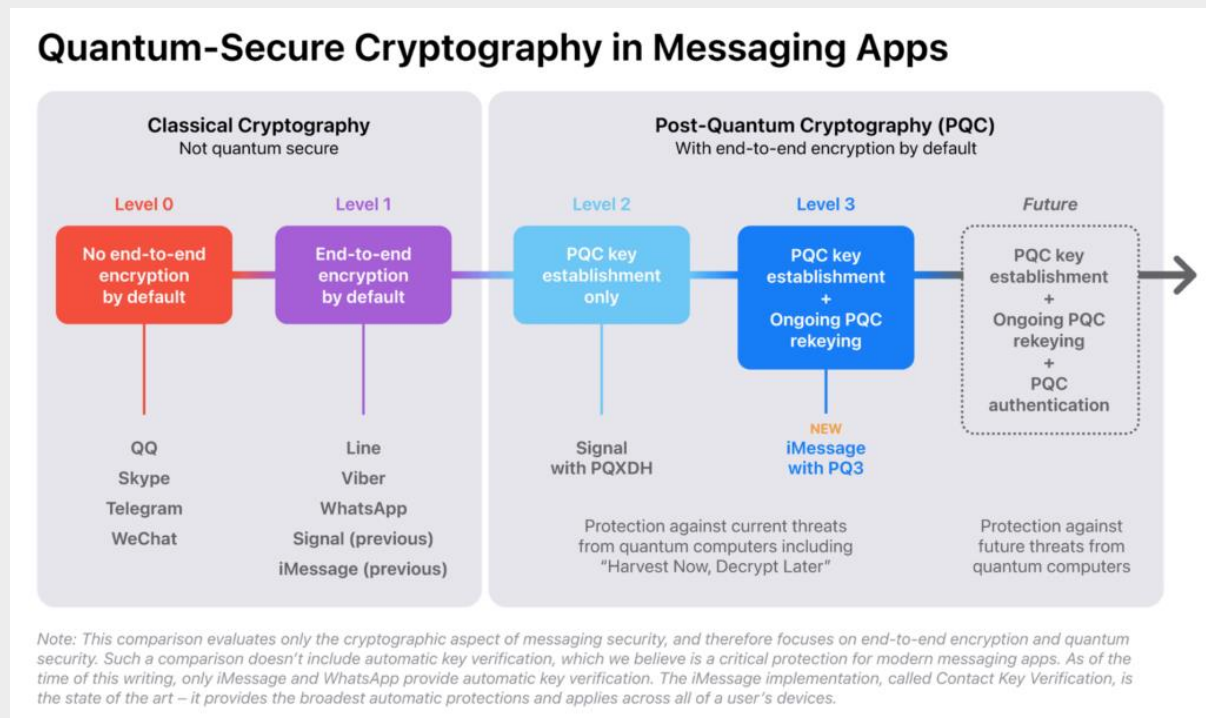 Quantum-Secure Cryptography in Messaging Apps
Classical Cryptography
Not quantum secure
Level 0
No end-to-end
encryption
by default
QQ
Skype
Telegram
WeChat
Level 1
End-to-end
encryption
by default
Line
Viber
WhatsApp
Signal (previous)
iMessage (previous)
Post-Quantum Cryptography (PQC)
With end-to-end encryption by default
Level 2
PQC key
establishment
only
Signal
with PQXDH
Level 3
PQC key
establishment
+
Ongoing PQC
rekeying
NEW
iMessage
with PQ3
Protection against current threats
from quantum computers including
“Harvest Now, Decrypt Later”
Future
PQC key
establishment
+
Ongoing PQC
rekeying
+
PQC
authentication
Protection against
future threats from
quantum computers
Note: This comparison evaluates only the cryptographic aspect of messaging security, and therefore focuses on end-to-end encryption and quantum
security. Such a comparison doesn’t include automatic key verification, which we believe is a critical protection for modern messaging apps. As of the
time of this writing, only iMessage and WhatsApp provide automatic key verification. The iMessage implementation, called Contact Key Verification, is
the state of the art – it provides the broadest automatic protections and applies across all of a user’s devices.